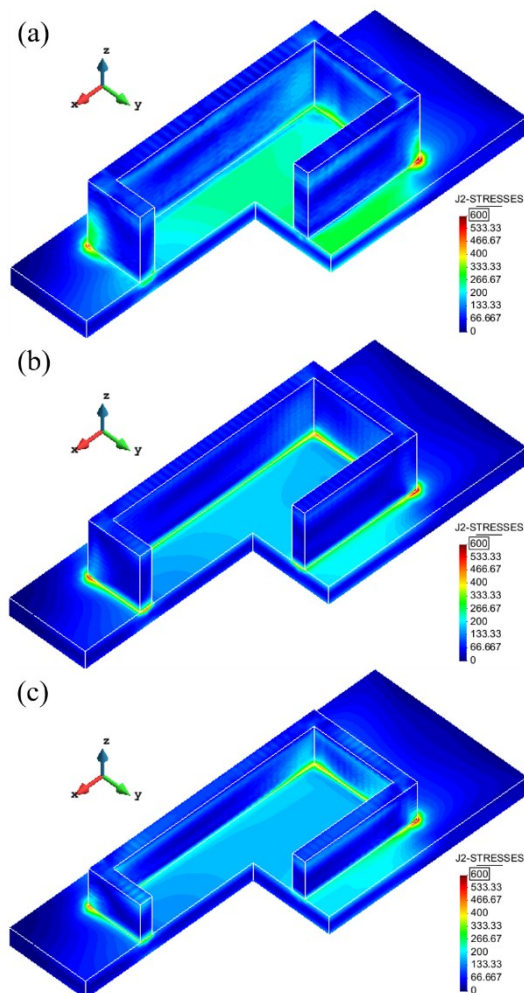 (a)
z
x
y
J2-STRESSES
600
533.33
466.67
400
333.33
266.67
200
133.33
66.667
0
(b)
z
x
y
J2-STRESSES
600
533.33
466.67
400
333.33
266.67
200
133.33
66.667
0
(c)
z
x
y
J2-STRESSES
600
533.33
466.67
400
333.33
266.67
200
133.33
66.667
0